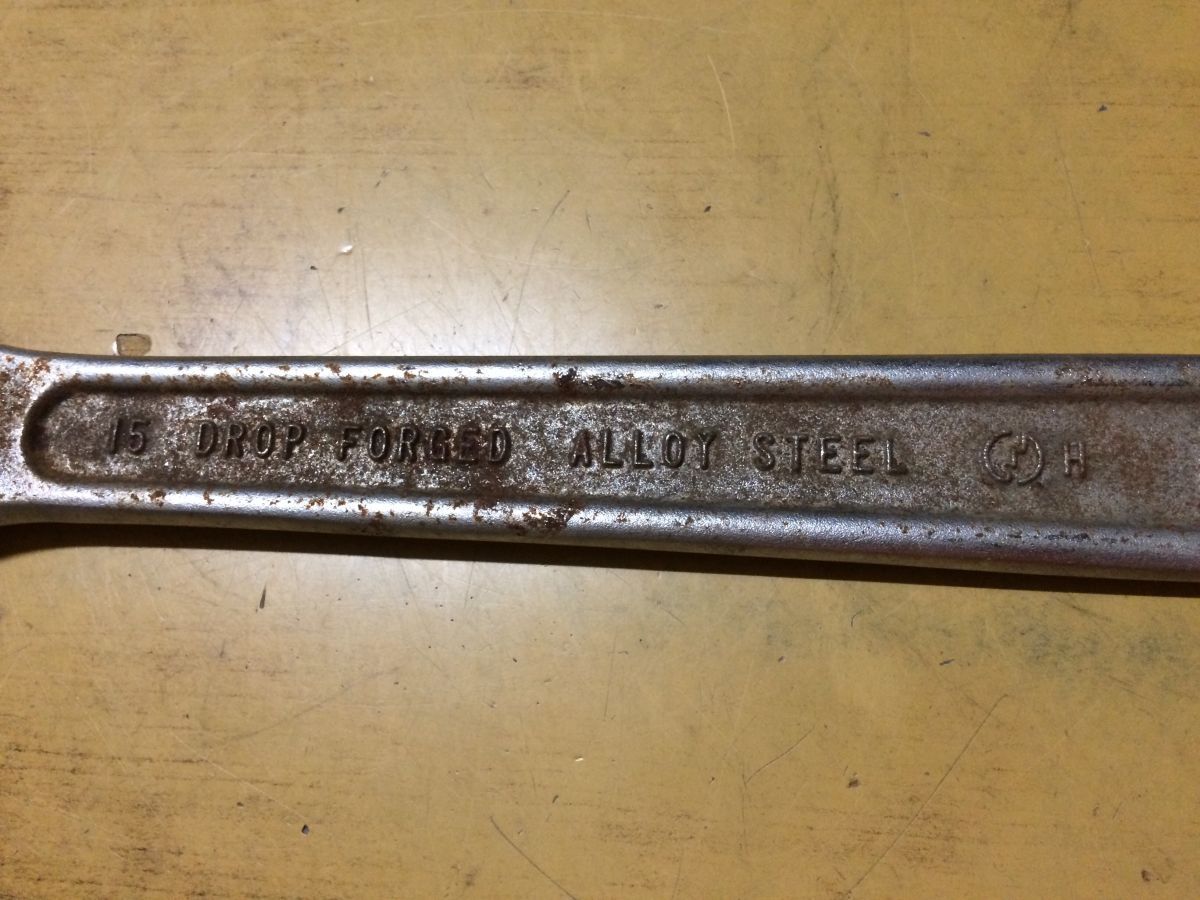 15 DROP FORGED ALLOY STEEL H